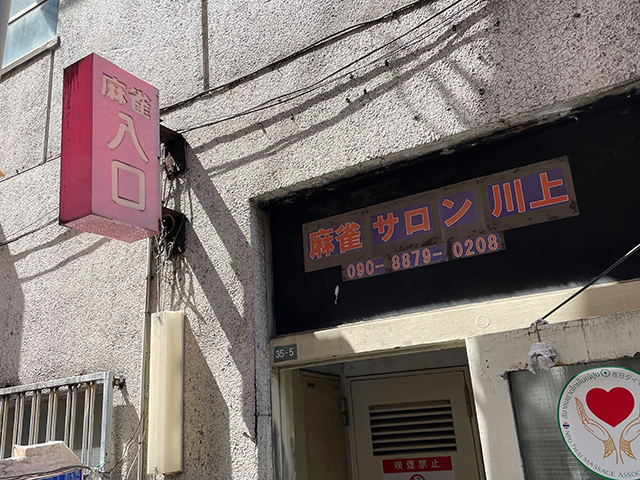 麻雀
入口
麻雀 サロン 川上
090-8879-0208
35-5
喫煙禁止